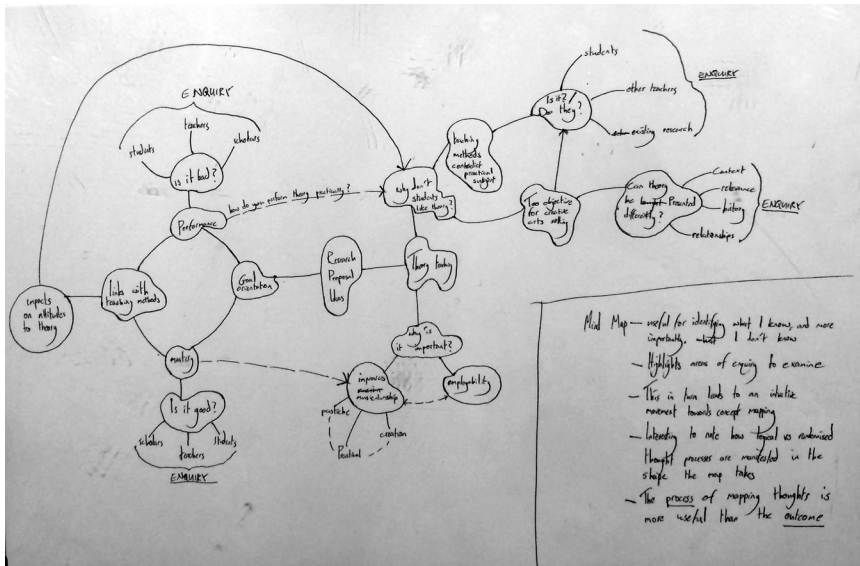 ENQUIRY
students
teachers
scholars
Is it bad?
Performance
how do you perform theory practically?
Links with
teaching methods
Goal
orientation
impacts
on attitudes
to theory
mastery
Is it good?
scholars
teachers
students
ENQUIRY
Research
Proposal
Ideas
Theory teaching
Why don't
students
like theory?
teaching
methods
contradict
practical
subject
Is it?/
Do they?
students
other teachers
existing research
ENQUIRY
Too objective
for creative
arts setting
Can theory
be taught Presented
differently?
Context
relevance
history
relationships
ENQUIRY
Why is
it important?
improves
musicianship
employability
pastiche
Practical
creation
Mind Map — useful for identifying what I know, and more
importantly, what I don't know
— Highlights areas of enquiry to examine
— This in turn leads to an intuitive
movement towards concept mapping
— Interesting to note how logical vs randomised
thought processes are manifested in the
shape the map takes
— The process of mapping thoughts is
more useful than the outcome